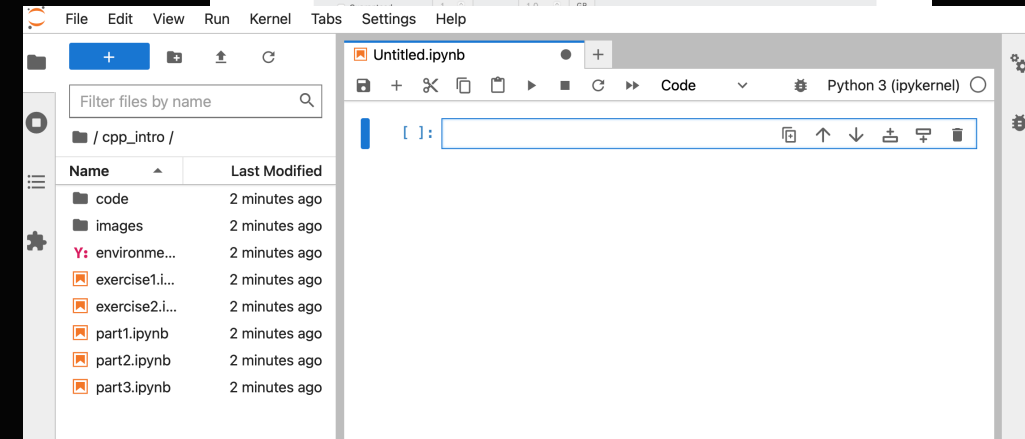 File Edit View Run Kernel Tabs Settings Help
+
Untitled.ipynb
+
Filter files by name
/ cpp_intro /
Code
Python 3 (ipykernel)
[ ]:
Name Last Modified
code 2 minutes ago
images 2 minutes ago
Y: environme... 2 minutes ago
exercise1.i... 2 minutes ago
exercise2.i... 2 minutes ago
part1.ipynb 2 minutes ago
part2.ipynb 2 minutes ago
part3.ipynb 2 minutes ago